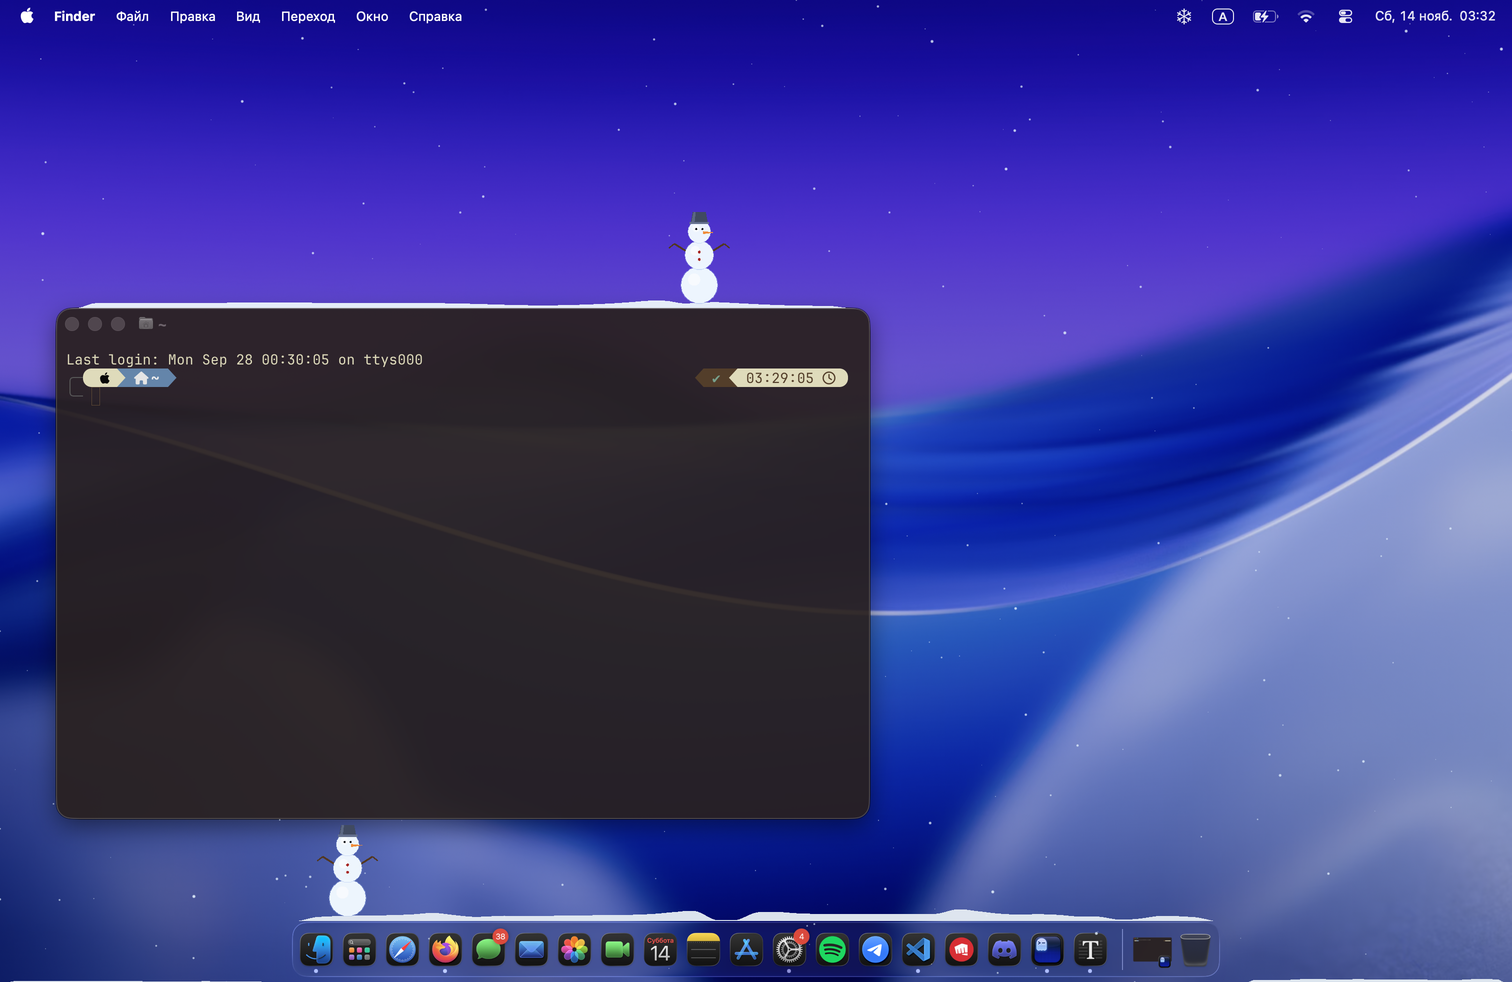 Finder Файл Правка Вид Переход Окно Справка A Сб, 14 нояб. 03:32
~
Last login: Mon Sep 28 00:30:05 on ttys000
~ ✔ 03:29:05
38
4
Суббота
14
T